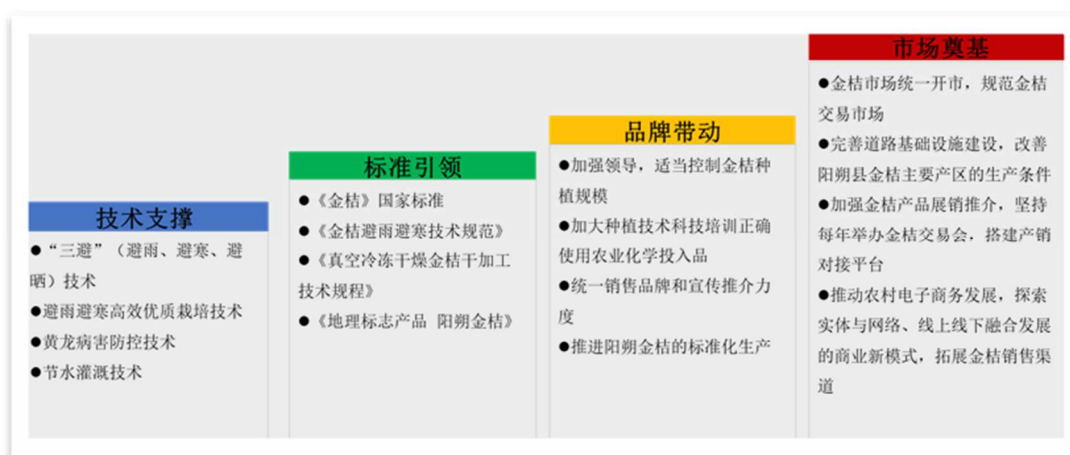 技术支撑
●“三避”（避雨、避寒、避
晒）技术
●避雨避寒高效优质栽培技术
●黄龙病害防控技术
●节水灌溉技术
标准引领
●《金桔》国家标准
●《金桔避雨避寒技术规范》
●《真空冷冻干燥金桔干加工
技术规程》
●《地理标志产品 阳朔金桔》
品牌带动
●加强领导，适当控制金桔种
植规模
●加大种植技术科技培训正确
使用农业化学投入品
●统一销售品牌和宣传推介力
度
●推进阳朔金桔的标准化生产
市场奠基
●金桔市场统一开市，规范金桔
交易市场
●完善道路基础设施建设，改善
阳朔县金桔主要产区的生产条件
●加强金桔产品展销推介，坚持
每年举办金桔交易会，搭建产销
对接平台
●推动农村电子商务发展，探索
实体与网络、线上线下融合发展
的商业新模式，拓展金桔销售渠
道